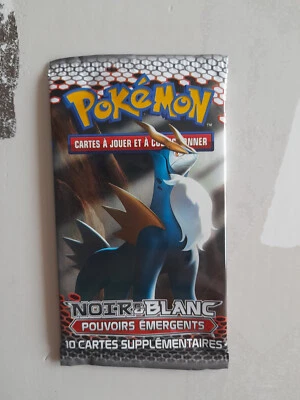 POKÉMON
CARTES À JOUER ET À COLLECTIONNER
NOIR & BLANC
POUVOIRS ÉMERGENTS
10 CARTES SUPPLÉMENTAIRES